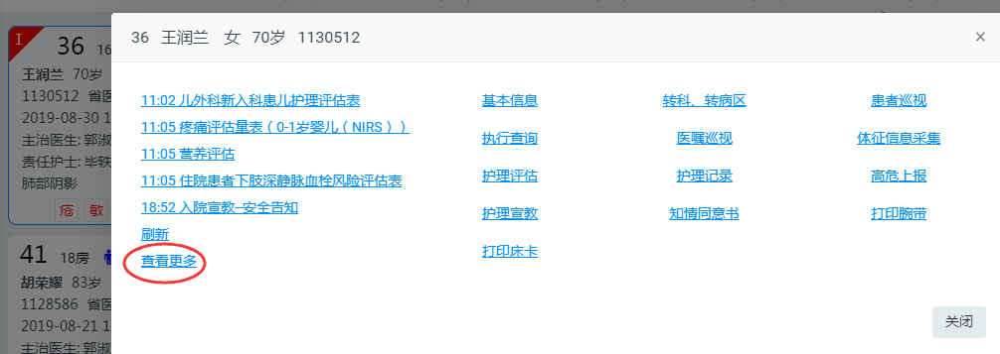 36 王润兰 女 70岁 1130512 ×
I 36 16
王润兰 70岁
1130512 省医
2019-08-30 1
主治医生: 郭淑
责任护士: 毕轶
肺部阴影
疮 敏
41 18房
胡荣耀 83岁
1128586 省医
2019-08-21 1
主治医生: 郭淑
11:02 儿外科新入科患儿护理评估表
11:05 疼痛评估量表（0-1岁婴儿（NIRS））
11:05 营养评估
11:05 住院患者下肢深静脉血栓风险评估表
18:52 入院宣教--安全告知
刷新
查看更多
基本信息 转科、转病区 患者巡视
执行查询 医嘱巡视 体征信息采集
护理评估 护理记录 高危上报
护理宣教 知情同意书 打印腕带
打印床卡
关闭